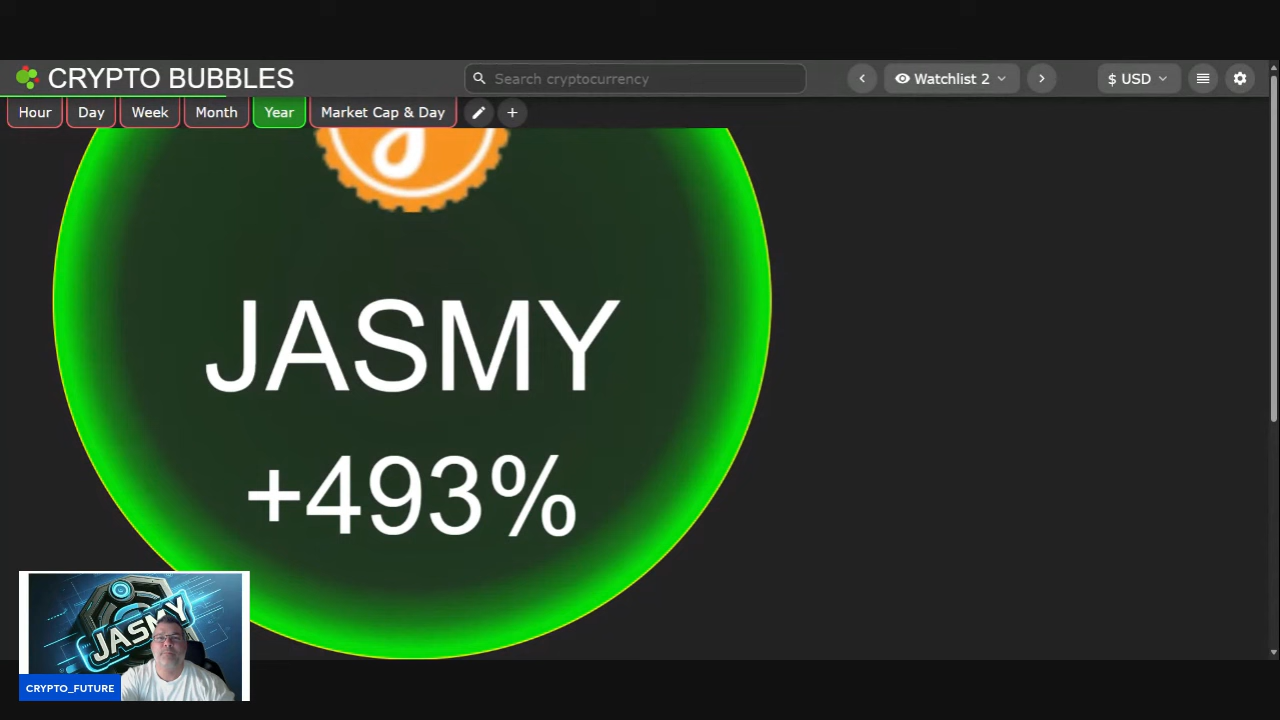 CRYPTO BUBBLES
Search cryptocurrency
Watchlist 2
$ USD
Hour
Day
Week
Month
Year
Market Cap & Day
JASMY
+493%
JASMY
CRYPTO_FUTURE